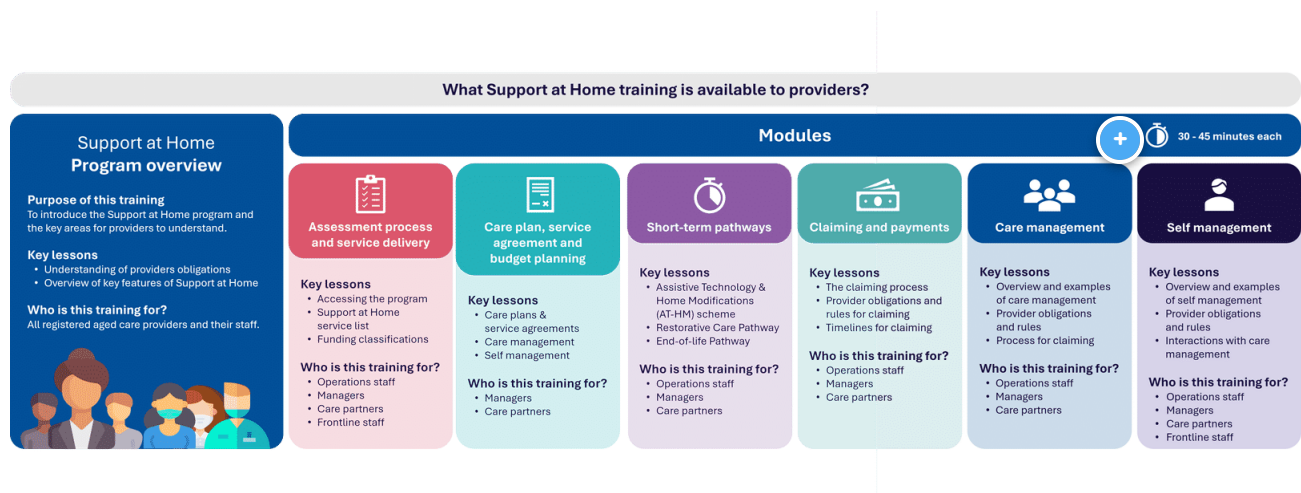 What Support at Home training is available to providers?
Support at Home
Program overview
Purpose of this training
To introduce the Support at Home program and
the key areas for providers to understand.
Key lessons
• Understanding of providers obligations
• Overview of key features of Support at Home
Who is this training for?
All registered aged care providers and their staff.
Modules
+
30 - 45 minutes each
Assessment process
and service delivery
Key lessons
• Accessing the program
• Support at Home
service list
• Funding classifications
Who is this training for?
• Operations staff
• Managers
• Care partners
• Frontline staff
Care plan, service
agreement and
budget planning
Key lessons
• Care plans &
service agreements
• Care management
• Self management
Who is this training for?
• Managers
• Care partners
Short-term pathways
Key lessons
• Assistive Technology &
Home Modifications
(AT-HM) scheme
• Restorative Care Pathway
• End-of-life Pathway
Who is this training for?
• Operations staff
• Managers
• Care partners
Claiming and payments
Key lessons
• The claiming process
• Provider obligations and
rules for claiming
• Timelines for claiming
Who is this training for?
• Operations staff
• Managers
• Care partners
Care management
Key lessons
• Overview and examples
of care management
• Provider obligations
and rules
• Process for claiming
Who is this training for?
• Operations staff
• Managers
• Care partners
Self management
Key lessons
• Overview and examples
of self management
• Provider obligations
and rules
• Interactions with care
management
Who is this training for?
• Operations staff
• Managers
• Care partners
• Frontline staff